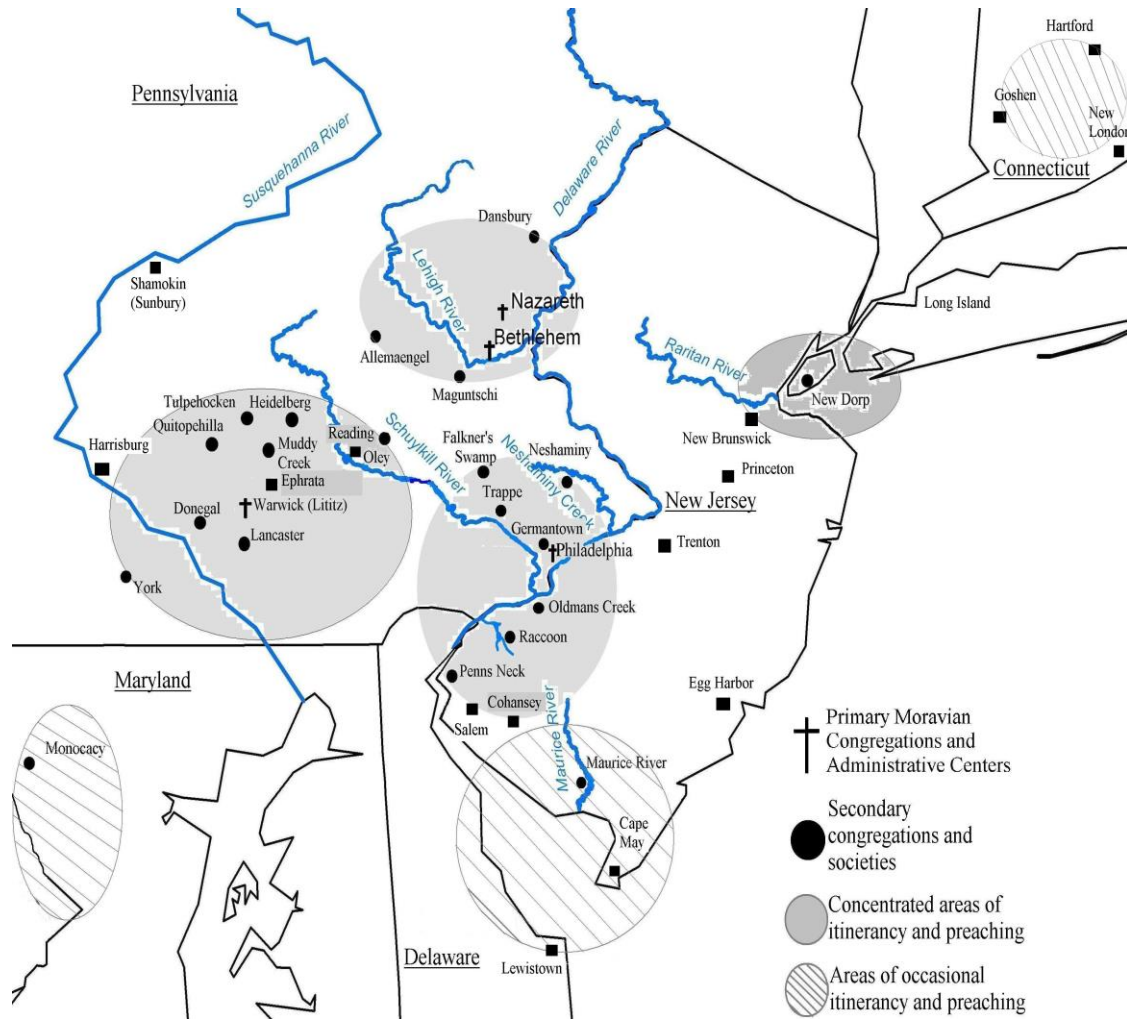 Hartford
Pennsylvania
Goshen
New
London
Connecticut
Susquehanna River
Delaware River
Dansbury
Shamokin
(Sunbury)
Lehigh River
Nazareth
Bethlehem
Long Island
Allemaengel
Raritan River
Maguntschi
New Dorp
Tulpehocken
Heidelberg
Quitopehilla
Reading
Schuylkill River
Falkner's
Swamp
Neshaminy
New Brunswick
Harrisburg
Muddy
Creek
Oley
Neshaminy Creek
Princeton
Ephrata
Trappe
New Jersey
Donegal
Warwick (Lititz)
Germantown
Philadelphia
Trenton
Lancaster
York
Oldmans Creek
Raccoon
Maryland
Penns Neck
Egg Harbor
Salem
Cohansey
Maurice River
Monocacy
Maurice River
Cape
May
Delaware
Lewistown
Primary Moravian
Congregations and
Administrative Centers
Secondary
congregations and
societies
Concentrated areas of
itinerancy and preaching
Areas of occasional
itinerancy and preaching